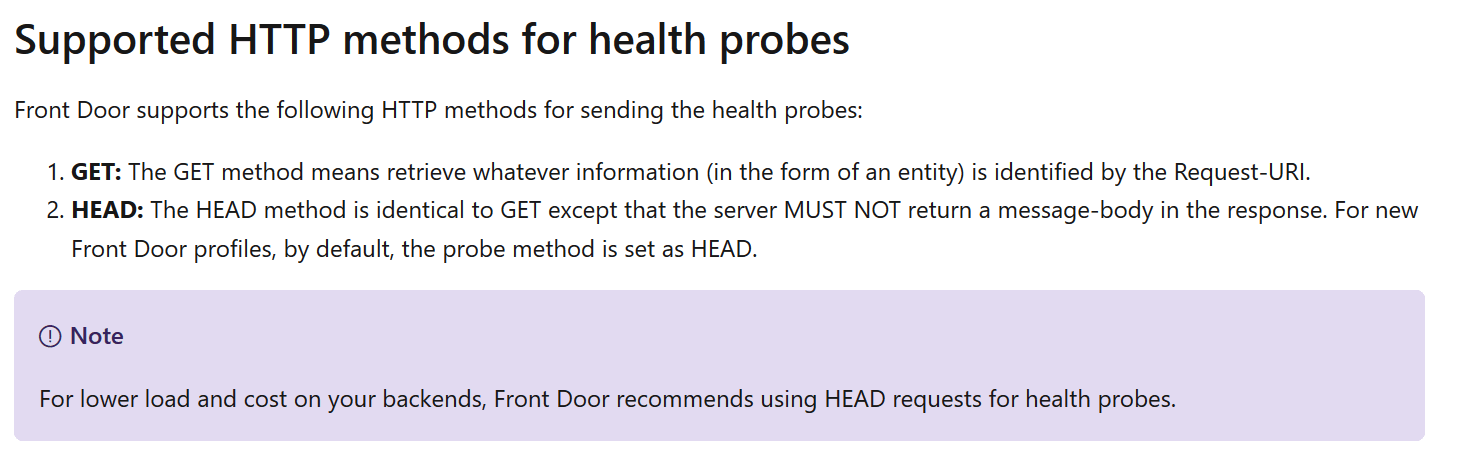 Supported HTTP methods for health probes
Front Door supports the following HTTP methods for sending the health probes:
1. GET: The GET method means retrieve whatever information (in the form of an entity) is identified by the Request-URI.
2. HEAD: The HEAD method is identical to GET except that the server MUST NOT return a message-body in the response. For new
Front Door profiles, by default, the probe method is set as HEAD.
Note
For lower load and cost on your backends, Front Door recommends using HEAD requests for health probes.